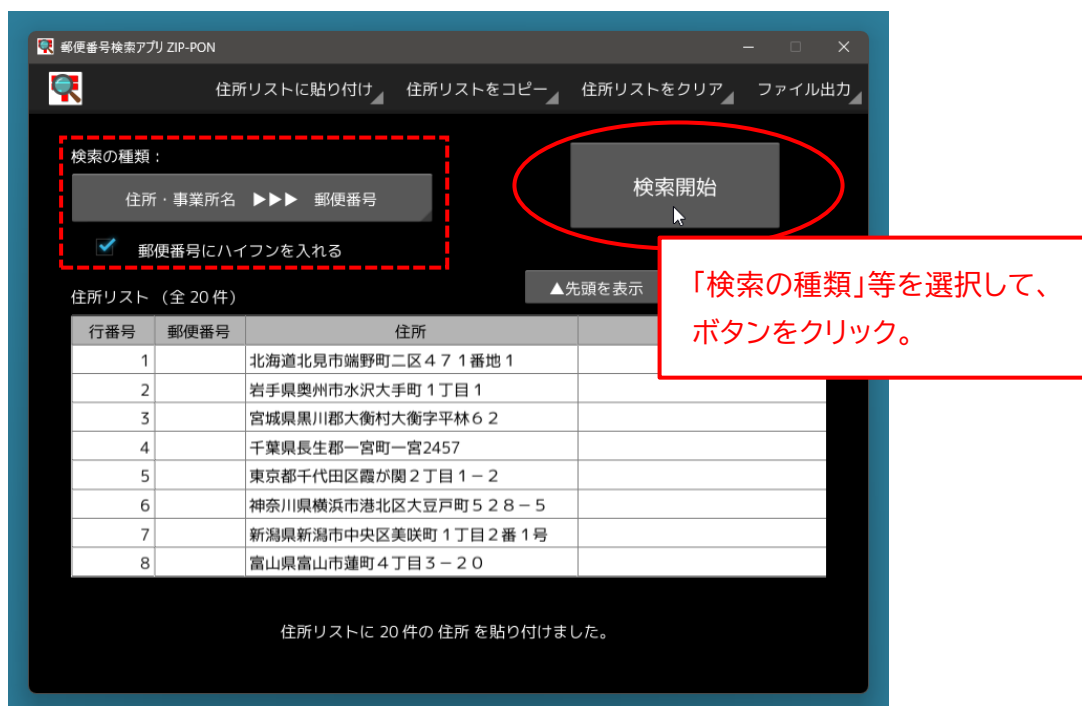 郵便番号検索アプリ ZIP-PON
住所リストに貼り付け 住所リストをコピー 住所リストをクリア ファイル出力
検索の種類：
住所・事業所名 ▶▶▶ 郵便番号
検索開始
郵便番号にハイフンを入れる
「検索の種類」等を選択して、
ボタンをクリック。
住所リスト （全 20 件）
▲先頭を表示
行番号 郵便番号 住所
1 北海道北見市端野町二区４７１番地１
2 岩手県奥州市水沢大手町１丁目１
3 宮城県黒川郡大衡村大衡字平林６２
4 千葉県長生郡一宮町一宮2457
5 東京都千代田区霞が関２丁目１－２
6 神奈川県横浜市港北区大豆戸町５２８－５
7 新潟県新潟市中央区美咲町１丁目２番１号
8 富山県富山市蓮町４丁目３－２０
住所リストに 20 件の 住所 を貼り付けました。